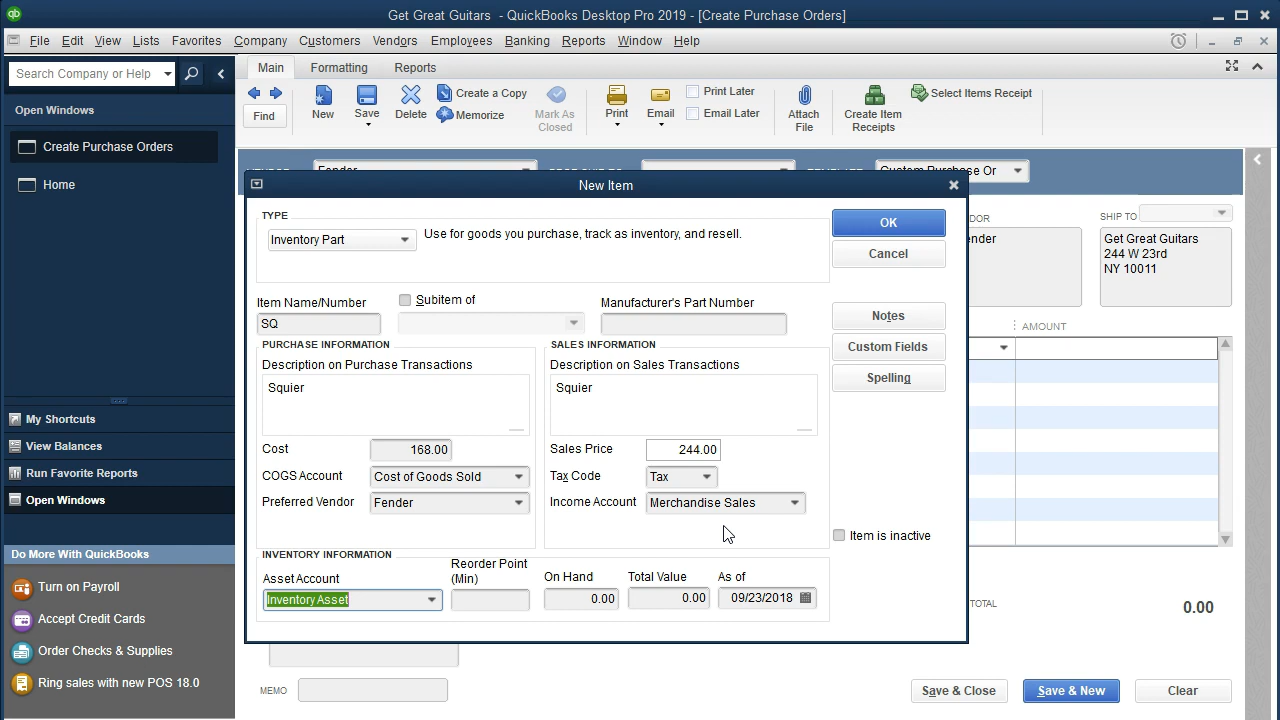 Get Great Guitars - QuickBooks Desktop Pro 2019 - [Create Purchase Orders]
File Edit View Lists Favorites Company Customers Vendors Employees Banking Reports Window Help
Search Company or Help
Main Formatting Reports
Find
New
Save
Delete
Create a Copy
Memorize
Mark As
Closed
Print
Email
Print Later
Email Later
Attach
File
Create Item
Receipts
Select Items Receipt
Open Windows
Create Purchase Orders
Home
My Shortcuts
View Balances
Run Favorite Reports
Open Windows
Do More With QuickBooks
Turn on Payroll
Accept Credit Cards
Order Checks & Supplies
Ring sales with new POS 18.0
Custom Purchase Or
SHIP TO
Get Great Guitars
244 W 23rd
NY 10011
AMOUNT
New Item
TYPE
Inventory Part
Use for goods you purchase, track as inventory, and resell.
OK
Cancel
Notes
Custom Fields
Spelling
Item Name/Number
Subitem of
Manufacturer's Part Number
SQ
PURCHASE INFORMATION
Description on Purchase Transactions
Squier
Cost 168.00
COGS Account Cost of Goods Sold
Preferred Vendor Fender
SALES INFORMATION
Description on Sales Transactions
Squier
Sales Price 244.00
Tax Code Tax
Income Account Merchandise Sales
Item is inactive
INVENTORY INFORMATION
Asset Account
Inventory Asset
Reorder Point
(Min)
On Hand
0.00
Total Value
0.00
As of
09/23/2018
TOTAL 0.00
MEMO
Save & Close
Save & New
Clear